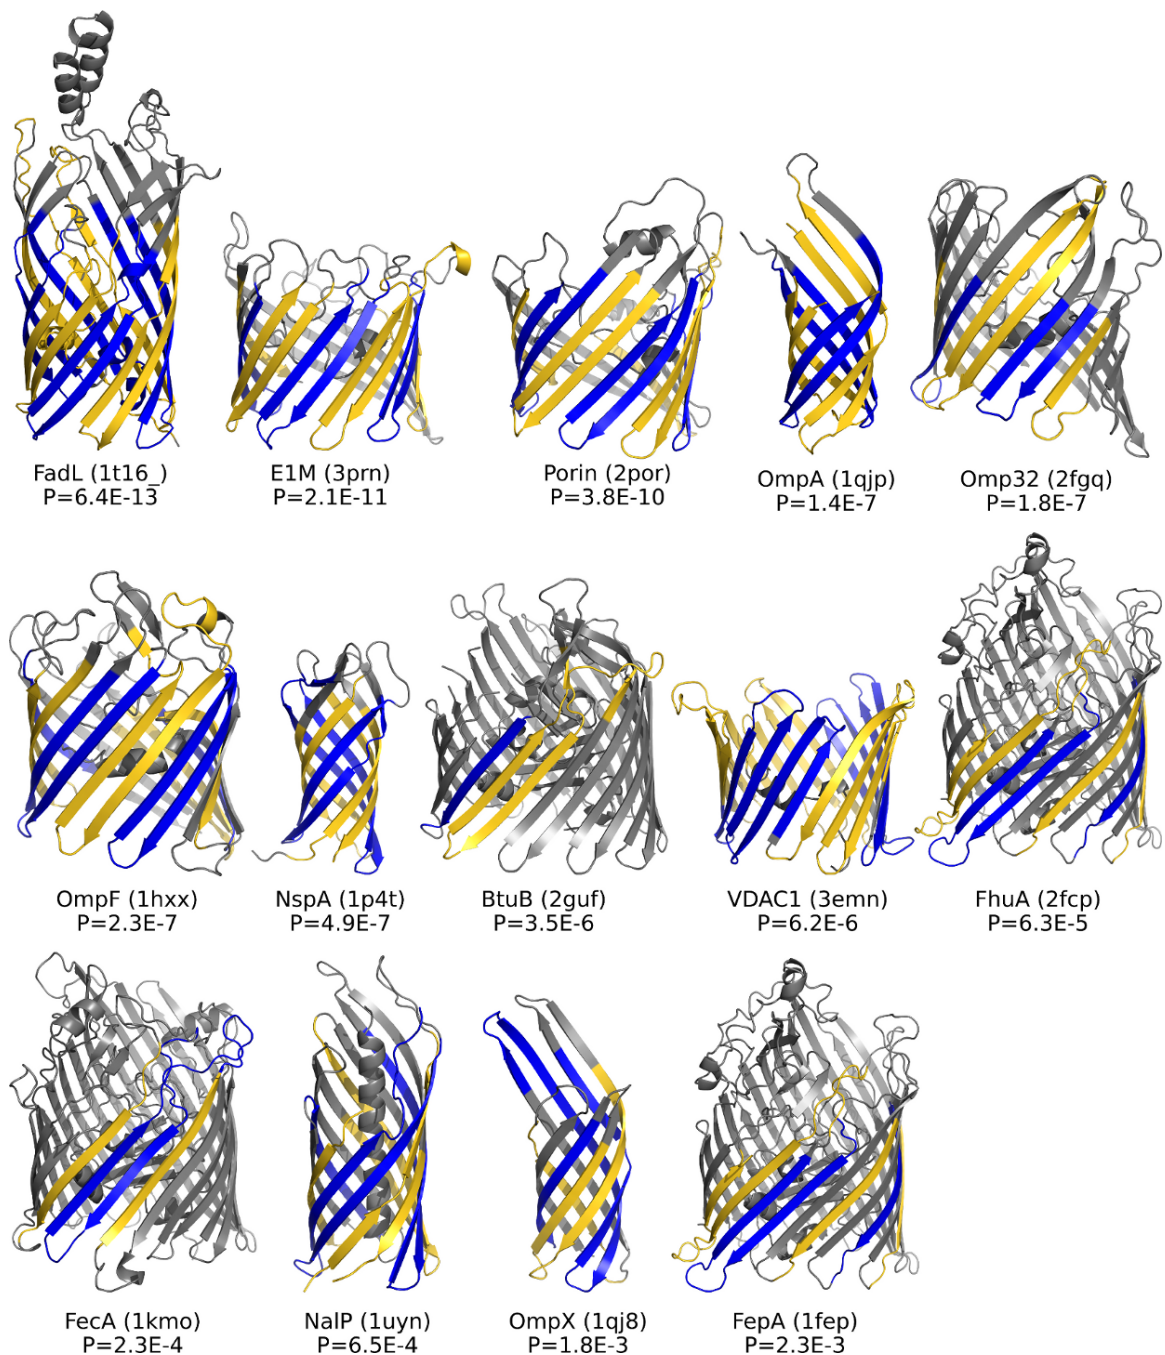 FadL (1t16_)
P=6.4E-13
E1M (3prn)
P=2.1E-11
Porin (2por)
P=3.8E-10
OmpA (1qjp)
P=1.4E-7
Omp32 (2fgq)
P=1.8E-7
OmpF (1hxx)
P=2.3E-7
NspA (1p4t)
P=4.9E-7
BtuB (2guf)
P=3.5E-6
VDAC1 (3emn)
P=6.2E-6
FhuA (2fcp)
P=6.3E-5
FecA (1kmo)
P=2.3E-4
NalP (1uyn)
P=6.5E-4
OmpX (1qj8)
P=1.8E-3
FepA (1fep)
P=2.3E-3